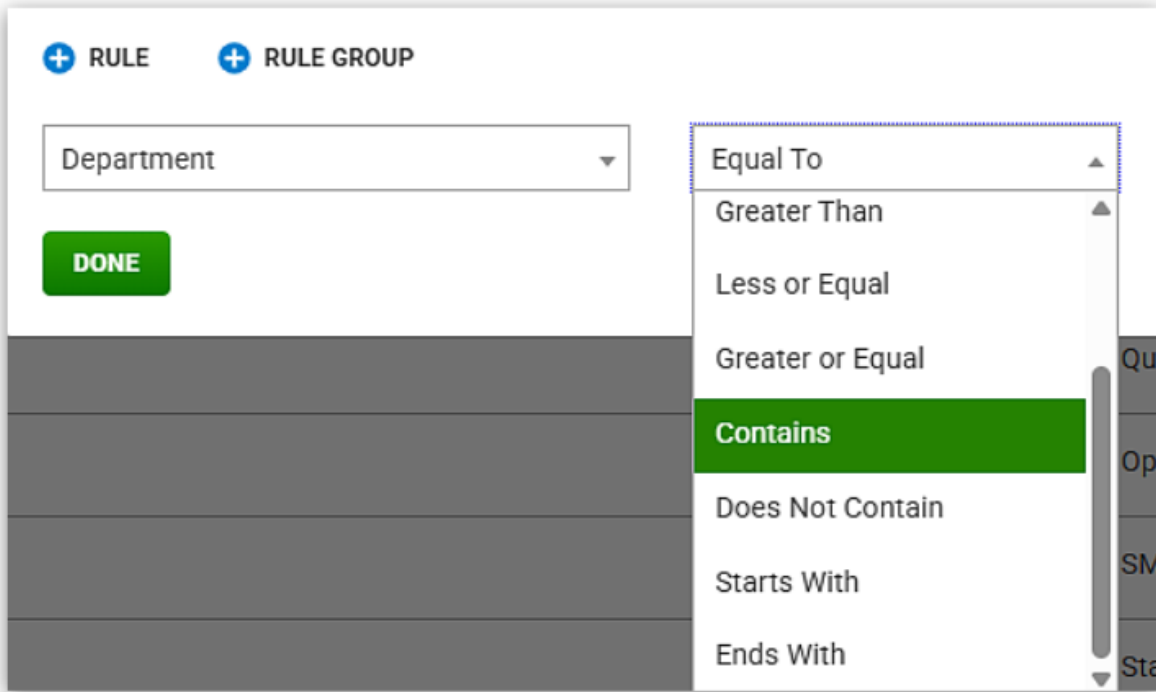 RULE RULE GROUP
Department Equal To
Greater Than
DONE
Less or Equal
Greater or Equal
Contains
Does Not Contain
Starts With
Ends With